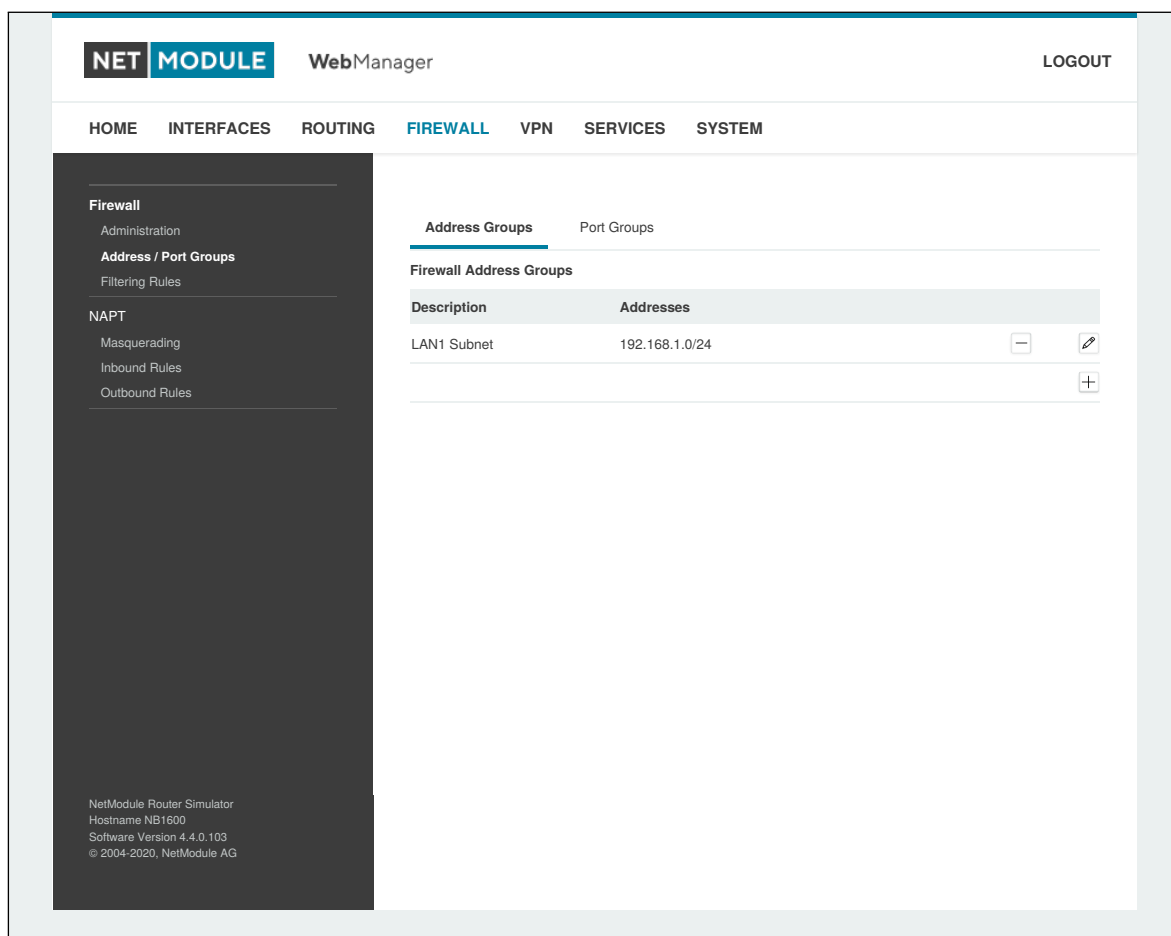 NET MODULE WebManager LOGOUT
HOME INTERFACES ROUTING FIREWALL VPN SERVICES SYSTEM
Firewall
Administration
Address / Port Groups
Filtering Rules
NAPT
Masquerading
Inbound Rules
Outbound Rules
Address Groups Port Groups
Firewall Address Groups
Description Addresses
LAN1 Subnet 192.168.1.0/24
NetModule Router Simulator
Hostname NB1600
Software Version 4.4.0.103
© 2004-2020, NetModule AG